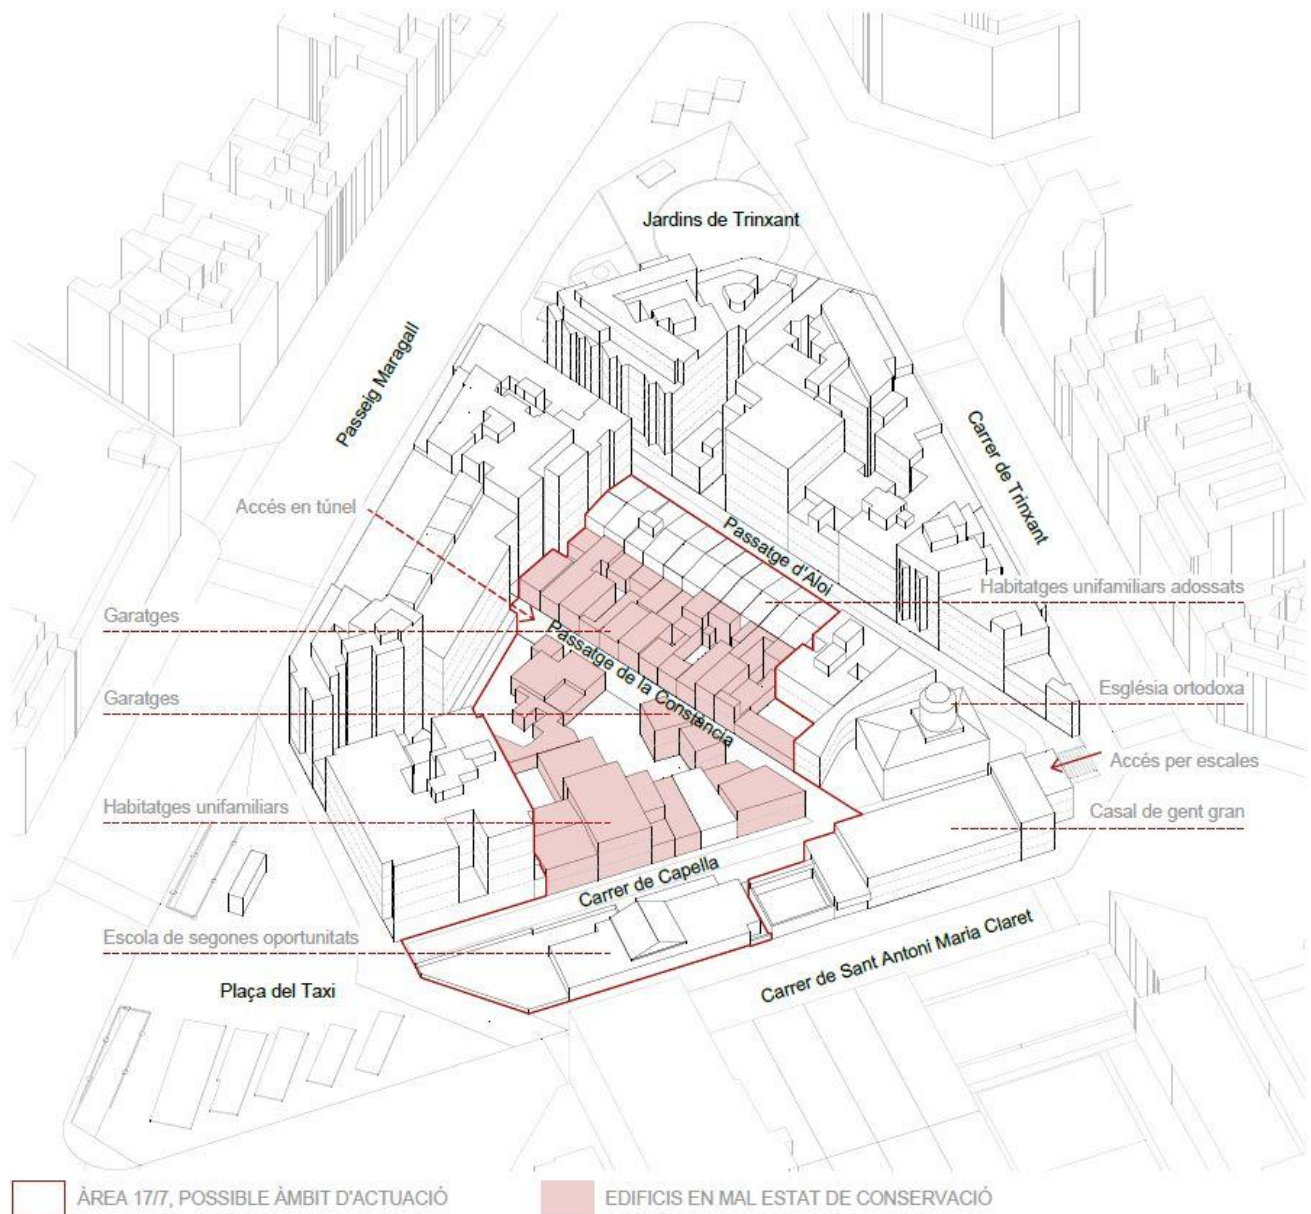 Jardins de Trinxant
Passeig Maragall
Carrer de Trinxant
Accés en túnel
Passatge d'Aloi
Habitatges unifamiliars adossats
Garatges
Passatge de la Constància
Garatges
Església ortodoxa
Accés per escales
Habitatges unifamiliars
Casal de gent gran
Carrer de Capella
Escola de segones oportunitats
Carrer de Sant Antoni Maria Claret
Plaça del Taxi
ÀREA 17/7, POSSIBLE ÀMBIT D'ACTUACIÓ
EDIFICIS EN MAL ESTAT DE CONSERVACIÓ